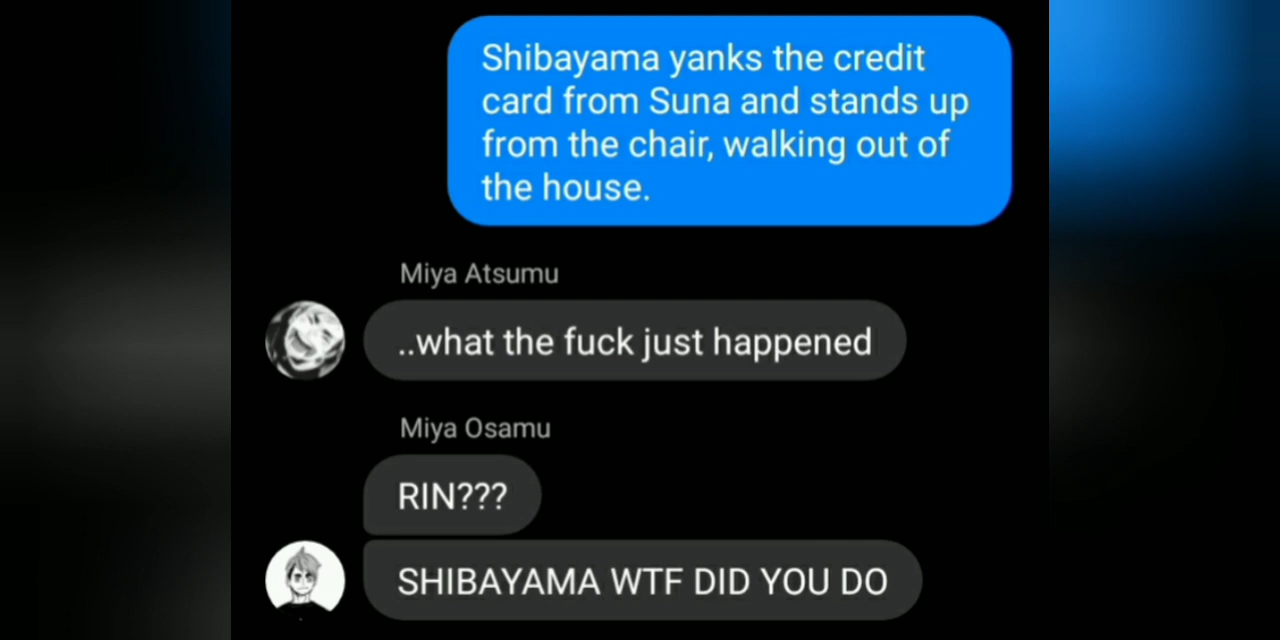 Shibayama yanks the credit
card from Suna and stands up
from the chair, walking out of
the house.
Miya Atsumu
..what the fuck just happened
Miya Osamu
RIN???
SHIBAYAMA WTF DID YOU DO